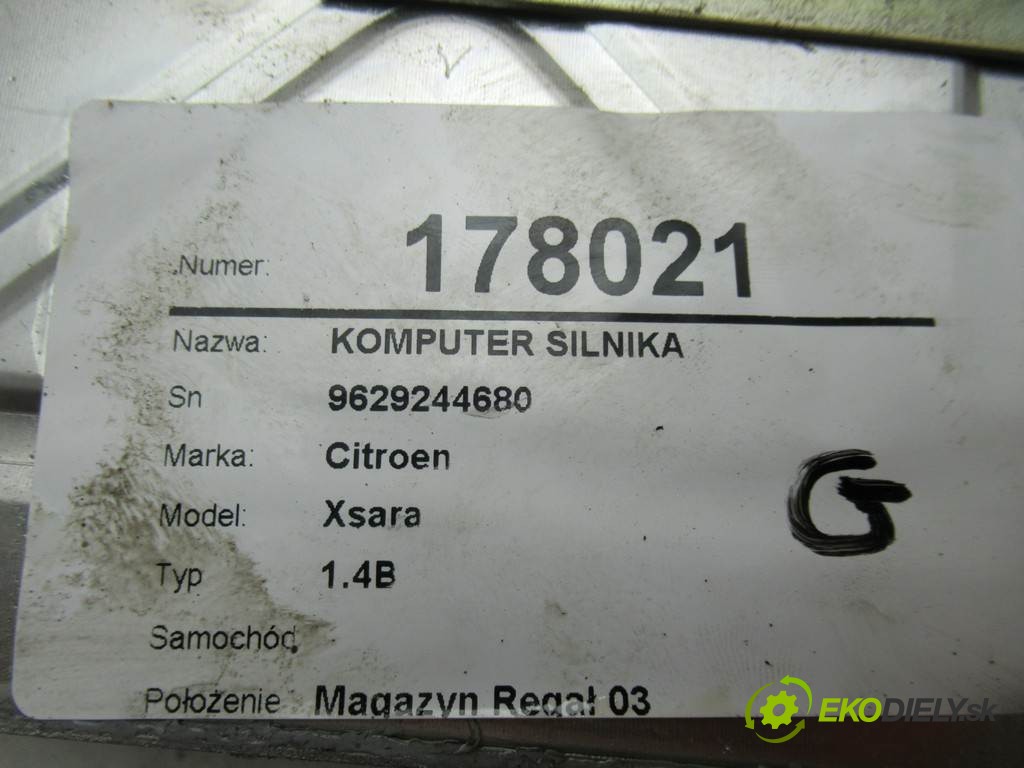 Numer: 178021
Nazwa: KOMPUTER SILNIKA
Sn 9629244680
Marka: Citroen
Model: Xsara G
Typ 1.4B
Samochód
Położenie Magazyn Regał 03
EKODIELY.sk